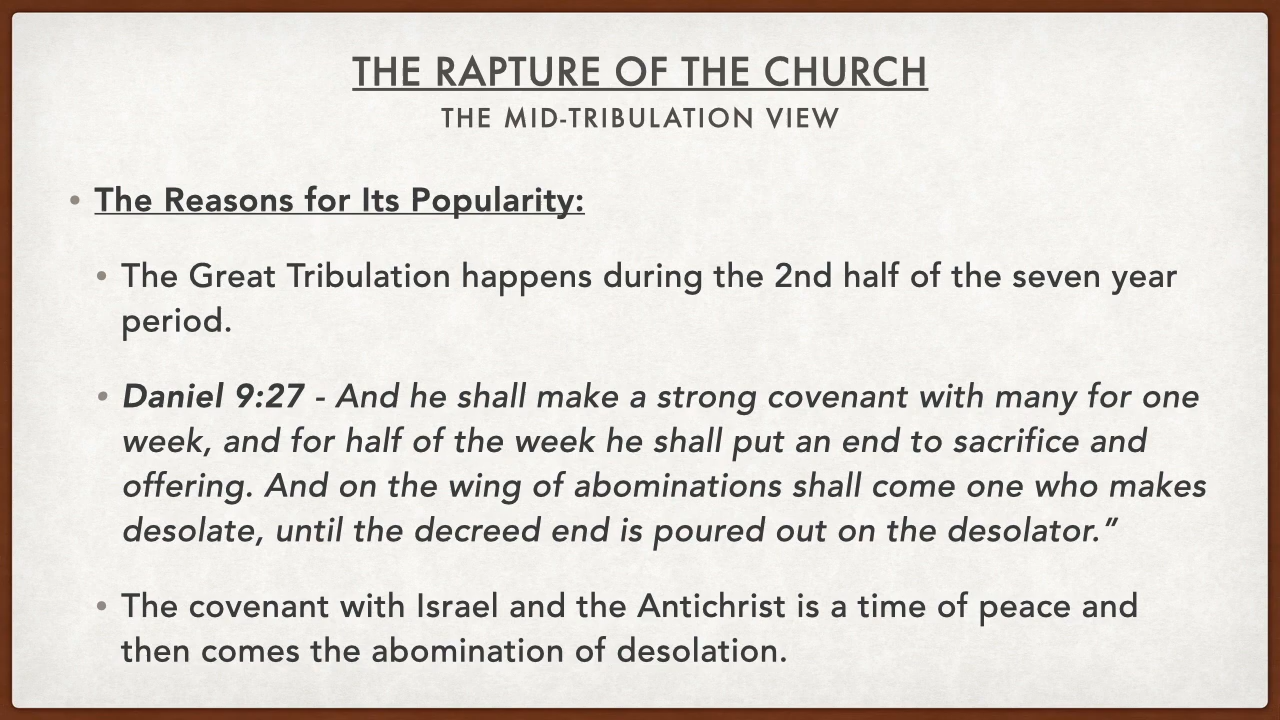 THE RAPTURE OF THE CHURCH
THE MID-TRIBULATION VIEW
• The Reasons for Its Popularity:
• The Great Tribulation happens during the 2nd half of the seven year
period.
• Daniel 9:27 - And he shall make a strong covenant with many for one
week, and for half of the week he shall put an end to sacrifice and
offering. And on the wing of abominations shall come one who makes
desolate, until the decreed end is poured out on the desolator.”
• The covenant with Israel and the Antichrist is a time of peace and
then comes the abomination of desolation.